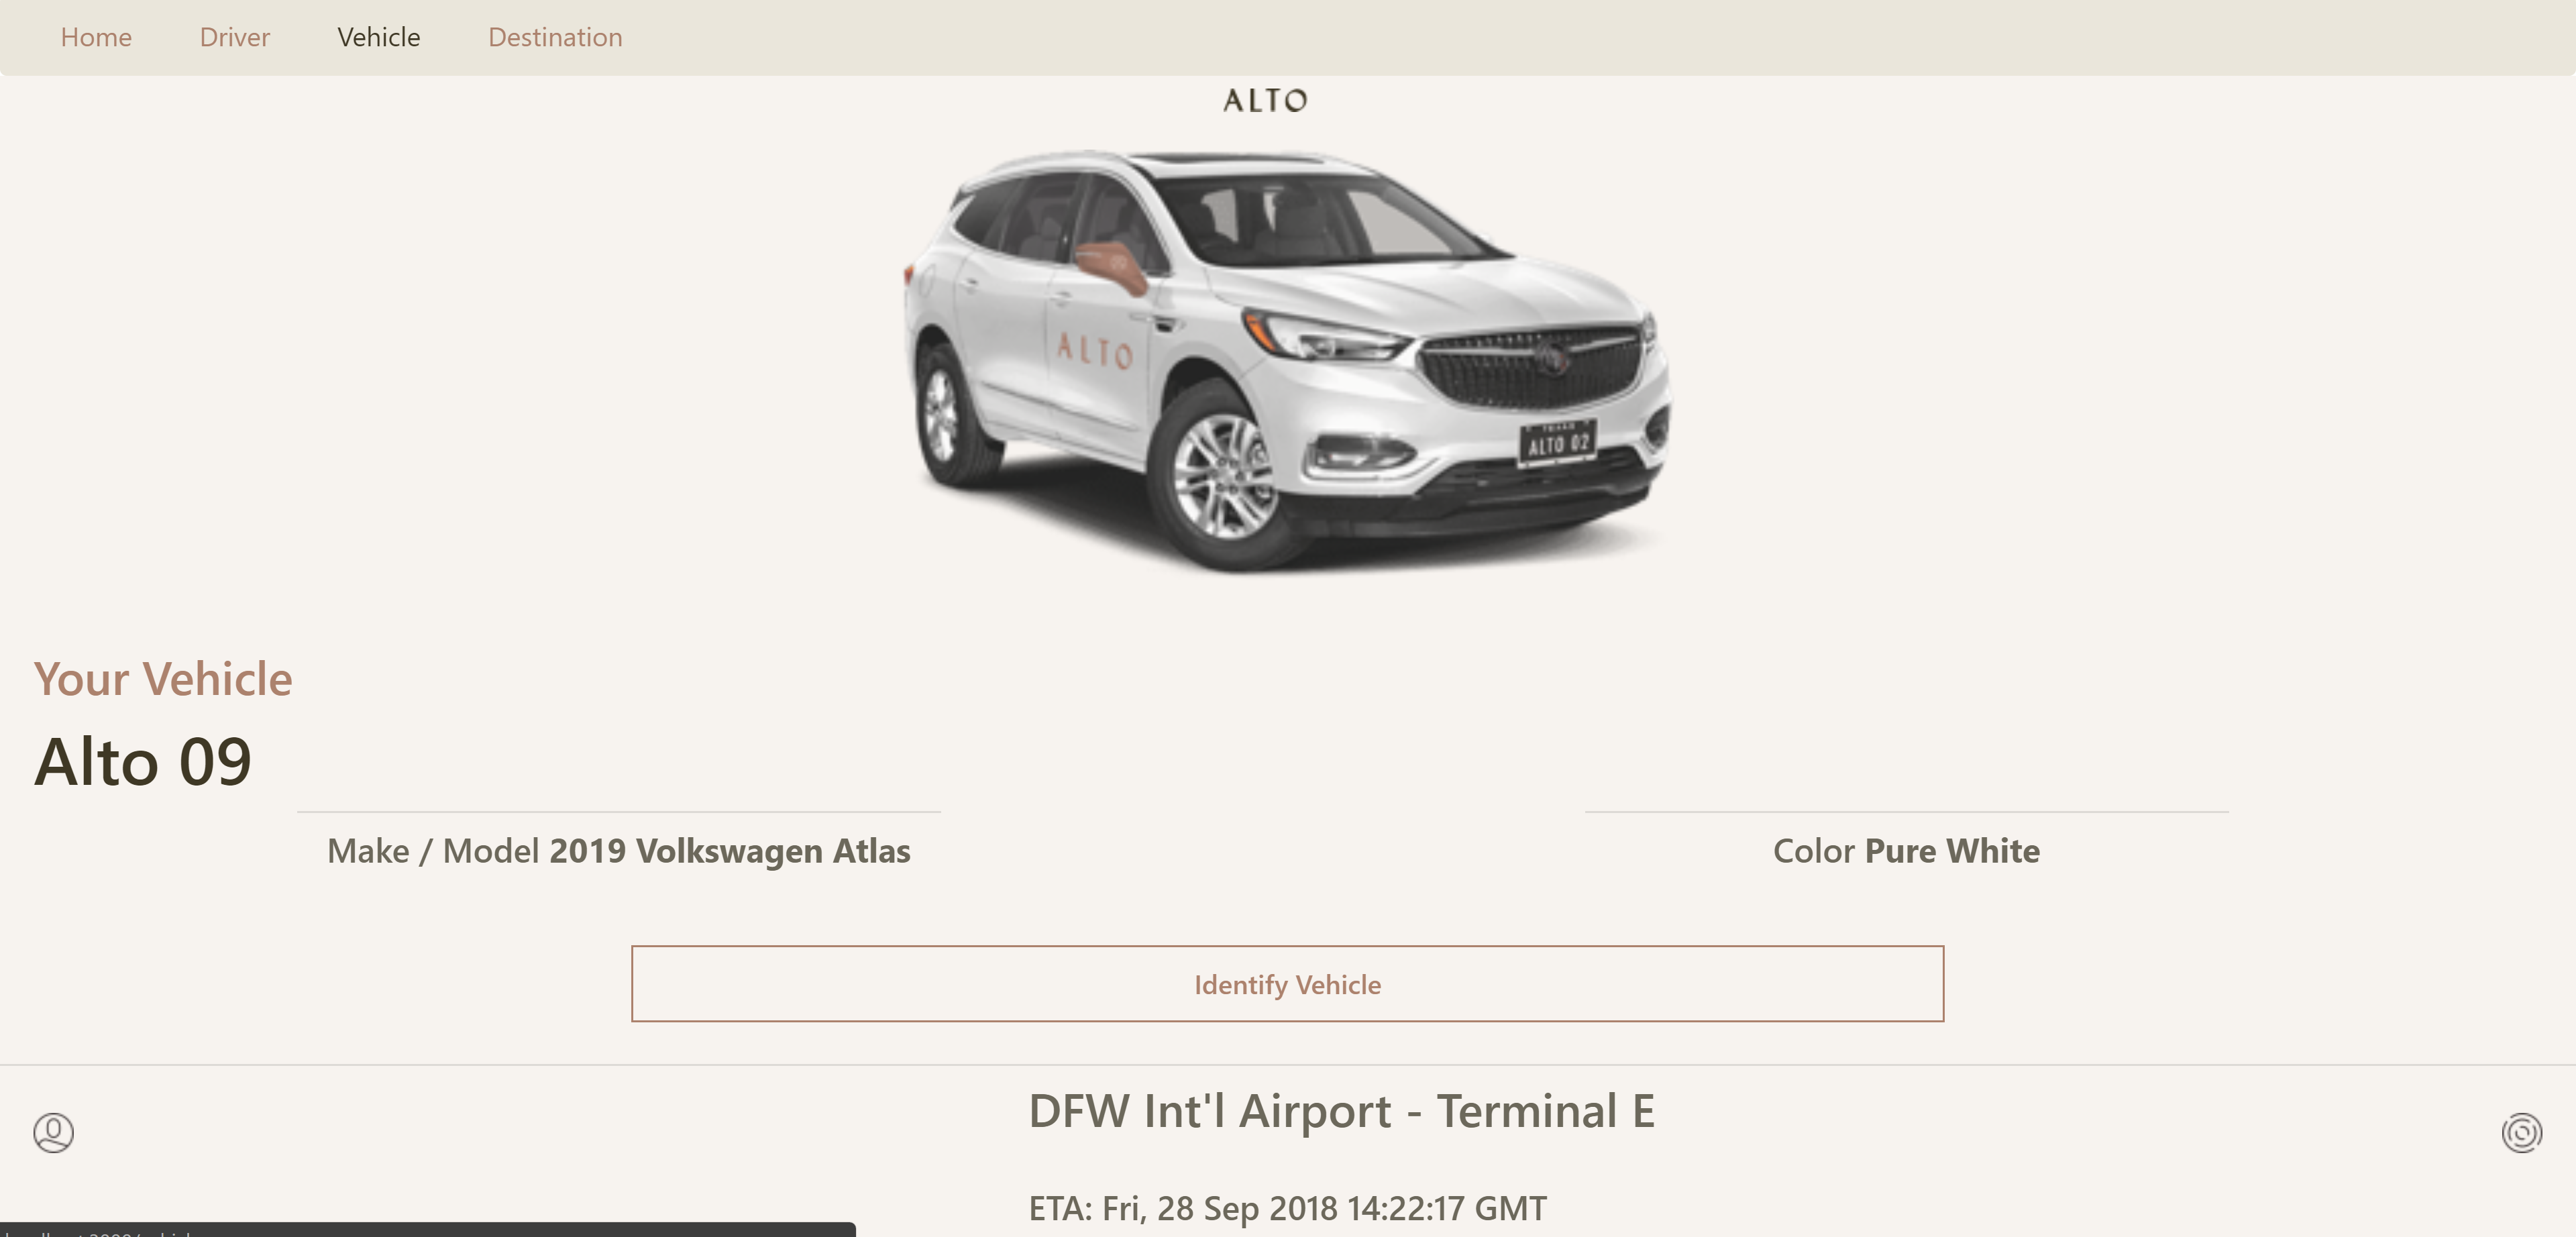 Home Driver Vehicle Destination
ALTO
ALTO
ALTO 02
Your Vehicle
Alto 09
Make / Model 2019 Volkswagen Atlas
Color Pure White
Identify Vehicle
DFW Int'l Airport - Terminal E
ETA: Fri, 28 Sep 2018 14:22:17 GMT